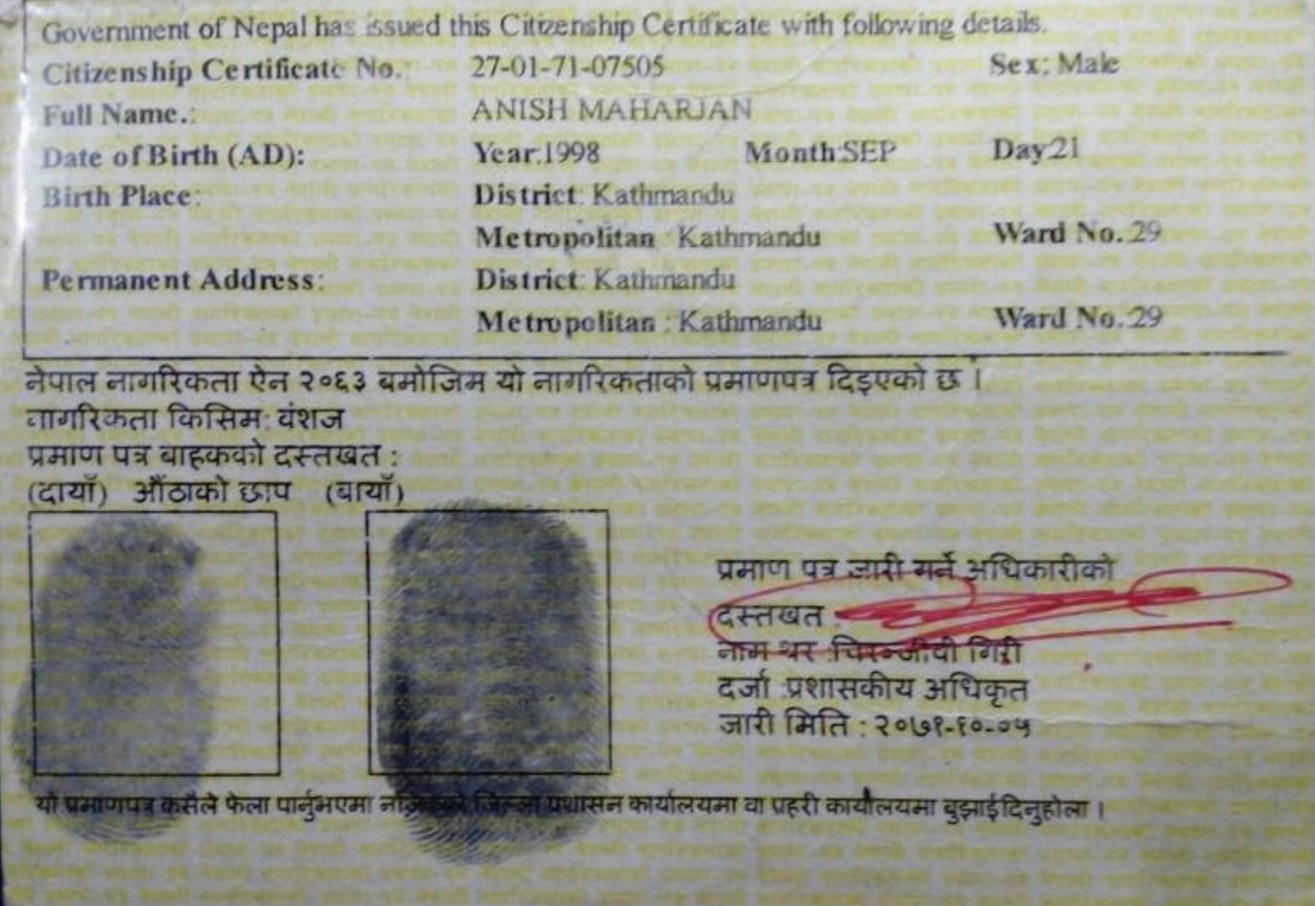 Government of Nepal has issued this Citizenship Certificate with following details.
Citizenship Certificate No.: 27-01-71-07505 Sex: Male
Full Name.: ANISH MAHARJAN
Date of Birth (AD): Year:1998 Month:SEP Day:21
Birth Place: District: Kathmandu
Metropolitan : Kathmandu Ward No. 29
Permanent Address: District: Kathmandu
Metropolitan : Kathmandu Ward No. 29
नेपाल नागरिकता ऐन २०६३ बमोजिम यो नागरिकताको प्रमाणपत्र दिइएको छ ।
नागरिकता किसिम: वंशज
प्रमाण पत्र बाहकको दस्तखत :
(दायाँ) औंठाको छाप (बायाँ)
प्रमाण पत्र जारी गर्ने अधिकारीको
दस्तखत :
नाम थर :चिरन्जीवी गिरी
दर्जा :प्रशासकीय अधिकृत
जारी मिति : २०७१-१०-०५
यो प्रमाणपत्र कसैले फेला पार्नुभएमा नजिकको जिल्ला प्रशासन कार्यालयमा वा प्रहरी कार्यालयमा बुझाईदिनुहोला ।